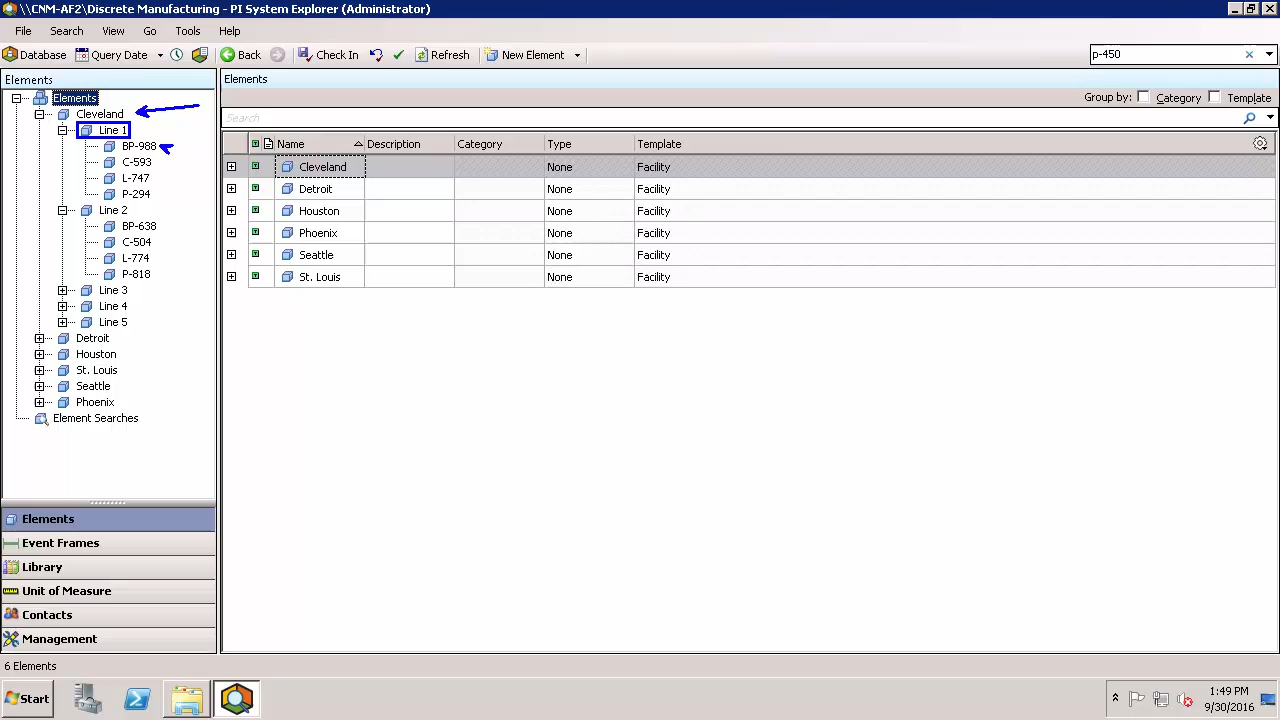 \\CNM-AF2\Discrete Manufacturing - PI System Explorer (Administrator)
File Search View Go Tools Help
Database Query Date Back Check In Refresh New Element p-450
Elements
Elements
Cleveland
Line 1
BP-988
C-593
L-747
P-294
Line 2
BP-638
C-504
L-774
P-818
Line 3
Line 4
Line 5
Detroit
Houston
St. Louis
Seattle
Phoenix
Element Searches
Elements
Event Frames
Library
Unit of Measure
Contacts
Management
Elements
Group by: Category Template
Search
Name Description Category Type Template
Cleveland None Facility
Detroit None Facility
Houston None Facility
Phoenix None Facility
Seattle None Facility
St. Louis None Facility
6 Elements
Start
1:49 PM
9/30/2016